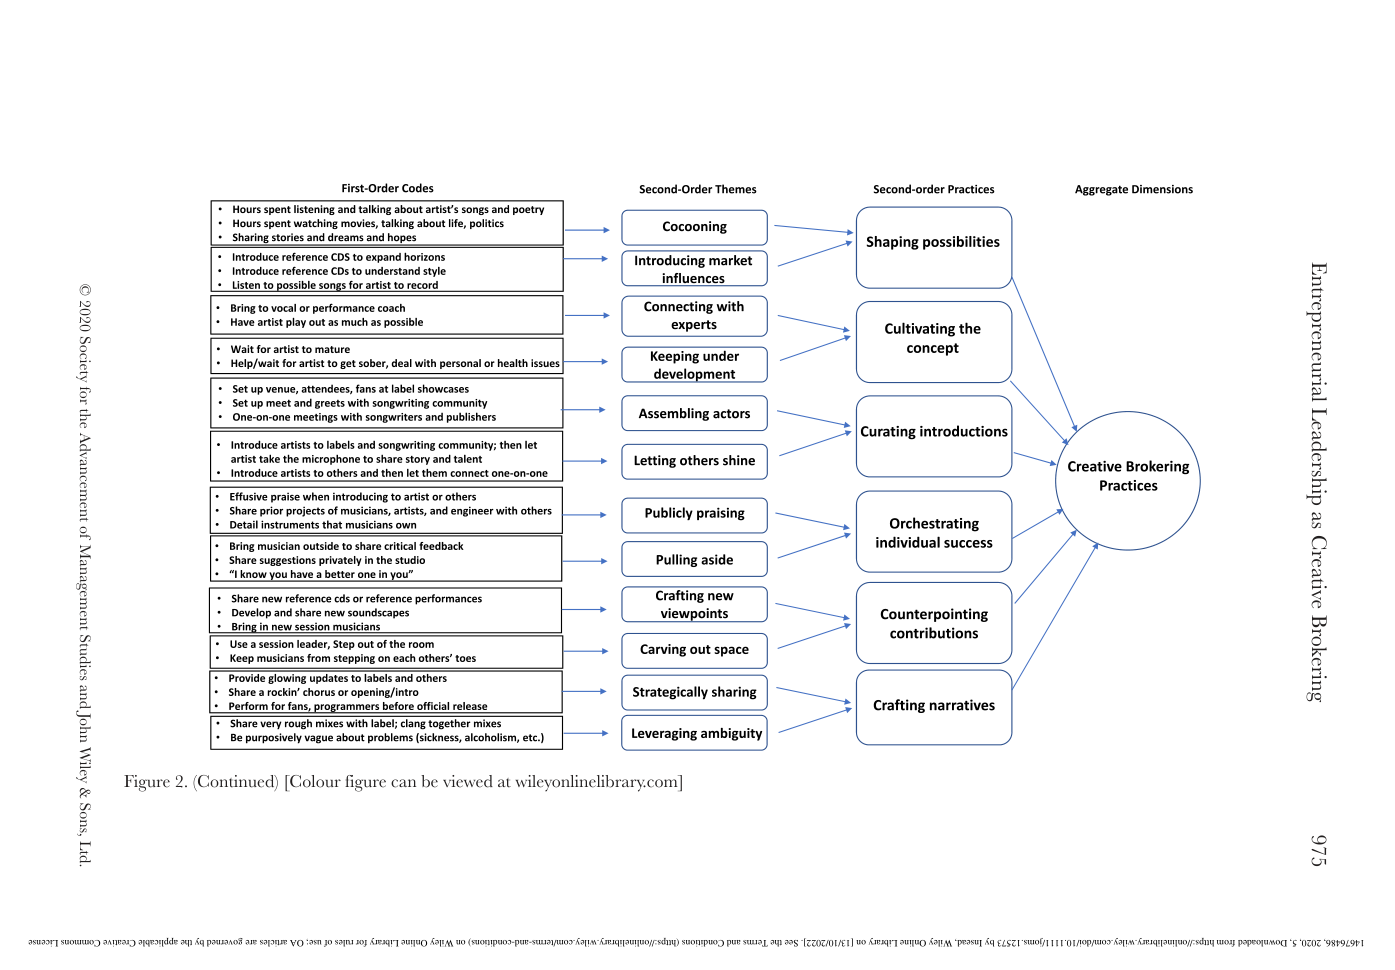 First-Order Codes
• Hours spent listening and talking about artist's songs and poetry
• Hours spent watching movies, talking about life, politics
• Sharing stories and dreams and hopes
• Introduce reference CDS to expand horizons
• Introduce reference CDs to understand style
• Listen to possible songs for artist to record
• Bring to vocal or performance coach
• Have artist play out as much as possible
• Wait for artist to mature
• Help/wait for artist to get sober, deal with personal or health issues
• Set up venue, attendees, fans at label showcases
• Set up meet and greets with songwriting community
• One-on-one meetings with songwriters and publishers
• Introduce artists to labels and songwriting community; then let
artist take the microphone to share story and talent
• Introduce artists to others and then let them connect one-on-one
• Effusive praise when introducing to artist or others
• Share prior projects of musicians, artists, and engineer with others
• Detail instruments that musicians own
• Bring musician outside to share critical feedback
• Share suggestions privately in the studio
• “I know you have a better one in you”
• Share new reference cds or reference performances
• Develop and share new soundscapes
• Bring in new session musicians
• Use a session leader, Step out of the room
• Keep musicians from stepping on each others’ toes
• Provide glowing updates to labels and others
• Share a rockin’ chorus or opening/intro
• Perform for fans, programmers before official release
• Share very rough mixes with label; clang together mixes
• Be purposively vague about problems (sickness, alcoholism, etc.)
Second-Order Themes
Cocooning
Introducing market
influences
Connecting with
experts
Keeping under
development
Assembling actors
Letting others shine
Publicly praising
Pulling aside
Crafting new
viewpoints
Carving out space
Strategically sharing
Leveraging ambiguity
Second-order Practices
Shaping possibilities
Cultivating the
concept
Curating introductions
Orchestrating
individual success
Counterpointing
contributions
Crafting narratives
Aggregate Dimensions
Creative Brokering
Practices
Figure 2. (Continued) [Colour figure can be viewed at wileyonlinelibrary.com]
© 2020 Society for the Advancement of Management Studies and John Wiley & Sons, Ltd.
Entrepreneurial Leadership as Creative Brokering
975
14676486, 2020, 5, Downloaded from https://onlinelibrary.wiley.com/doi/10.1111/joms.12573 by Insead, Wiley Online Library on [13/10/2022]. See the Terms and Conditions (https://onlinelibrary.wiley.com/terms-and-conditions) on Wiley Online Library for rules of use; OA articles are governed by the applicable Creative Commons License